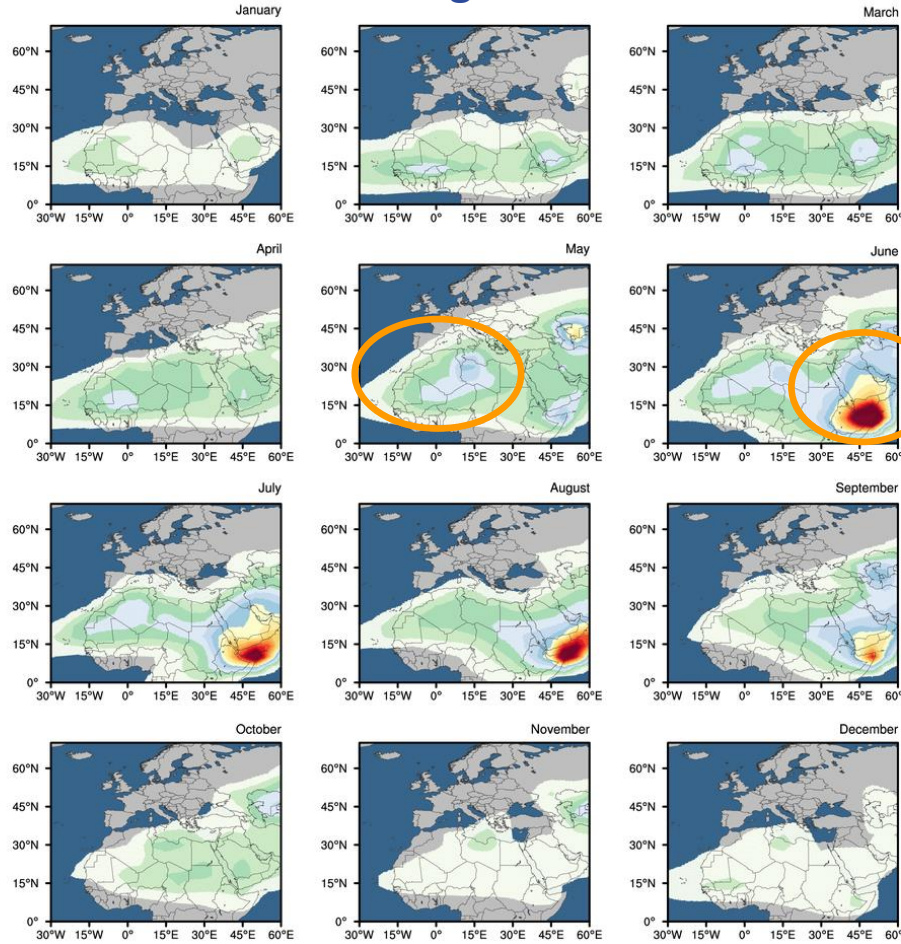 January March
60°N 60°N 60°N
45°N 45°N 45°N
30°N 30°N 30°N
15°N 15°N 15°N
0° 0° 0°
30°W 15°W 0° 15°E 30°E 45°E 60°E 30°W 15°W 0° 15°E 30°E 45°E 60°E 30°W 15°W 0° 15°E 30°E 45°E 60°E
April May June
60°N 60°N 60°N
45°N 45°N 45°N
30°N 30°N 30°N
15°N 15°N 15°N
0° 0° 0°
30°W 15°W 0° 15°E 30°E 45°E 60°E 30°W 15°W 0° 15°E 30°E 45°E 60°E 30°W 15°W 0° 15°E 30°E 45°E 60°E
July August September
60°N 60°N 60°N
45°N 45°N 45°N
30°N 30°N 30°N
15°N 15°N 15°N
0° 0° 0°
30°W 15°W 0° 15°E 30°E 45°E 60°E 30°W 15°W 0° 15°E 30°E 45°E 60°E 30°W 15°W 0° 15°E 30°E 45°E 60°E
October November December
60°N 60°N 60°N
45°N 45°N 45°N
30°N 30°N 30°N
15°N 15°N 15°N
0° 0° 0°
30°W 15°W 0° 15°E 30°E 45°E 60°E 30°W 15°W 0° 15°E 30°E 45°E 60°E 30°W 15°W 0° 15°E 30°E 45°E 60°E